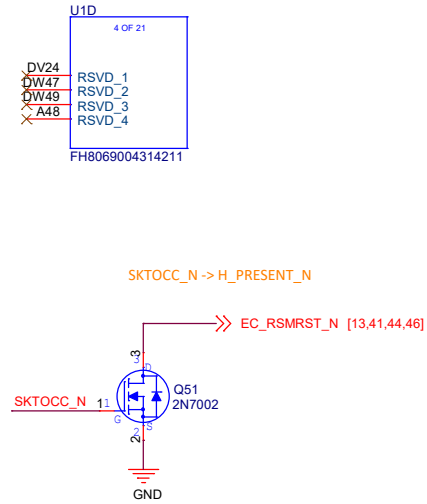 U1D
4 OF 21
DV24
RSVD_1
DW47
RSVD_2
DW49
RSVD_3
A48
RSVD_4
FH8069004314211
SKTOCC_N -> H_PRESENT_N
EC_RSMRST_N [13,41,44,46]
3
3
D
Q51
2N7002
SKTOCC_N
1
1
G
S
2
2
GND